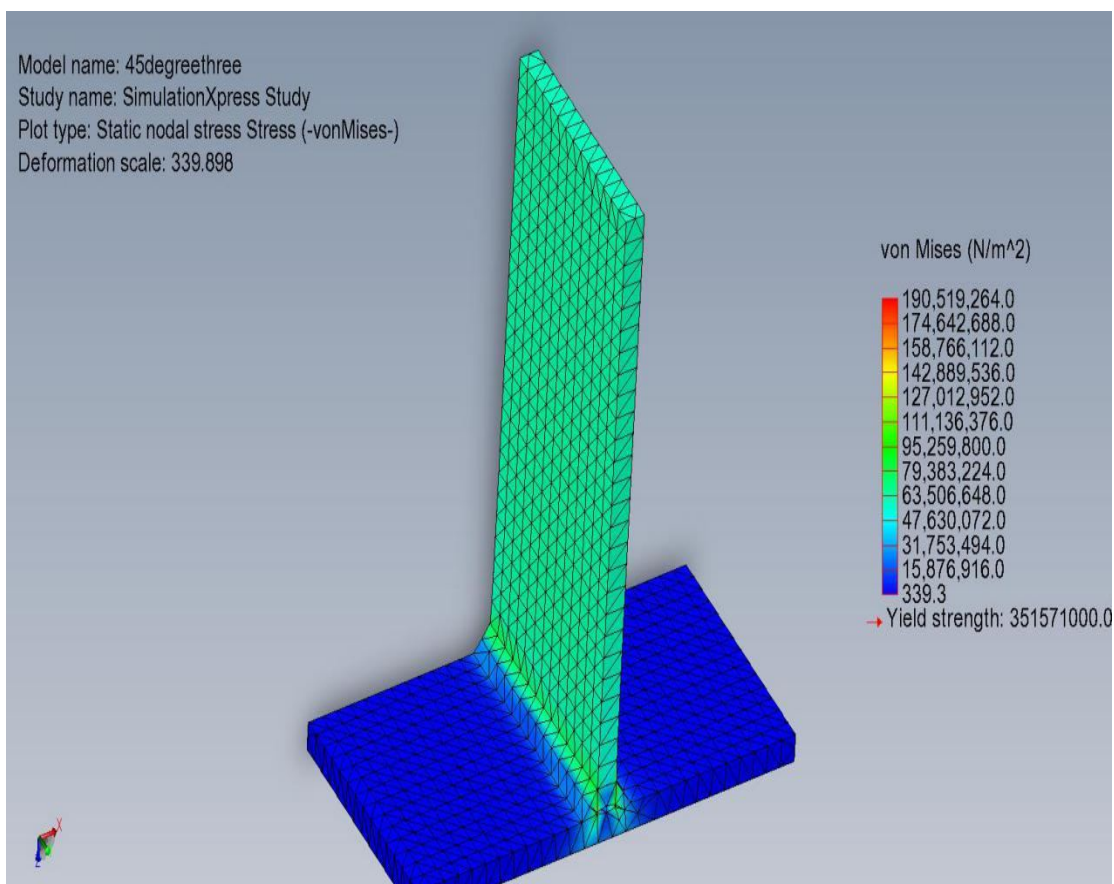 Model name: 45degreethree
Study name: SimulationXpress Study
Plot type: Static nodal stress Stress (-vonMises-)
Deformation scale: 339.898
von Mises (N/m^2)
190,519,264.0
174,642,688.0
158,766,112.0
142,889,536.0
127,012,952.0
111,136,376.0
95,259,800.0
79,383,224.0
63,506,648.0
47,630,072.0
31,753,494.0
15,876,916.0
339.3
Yield strength: 351571000.0
X